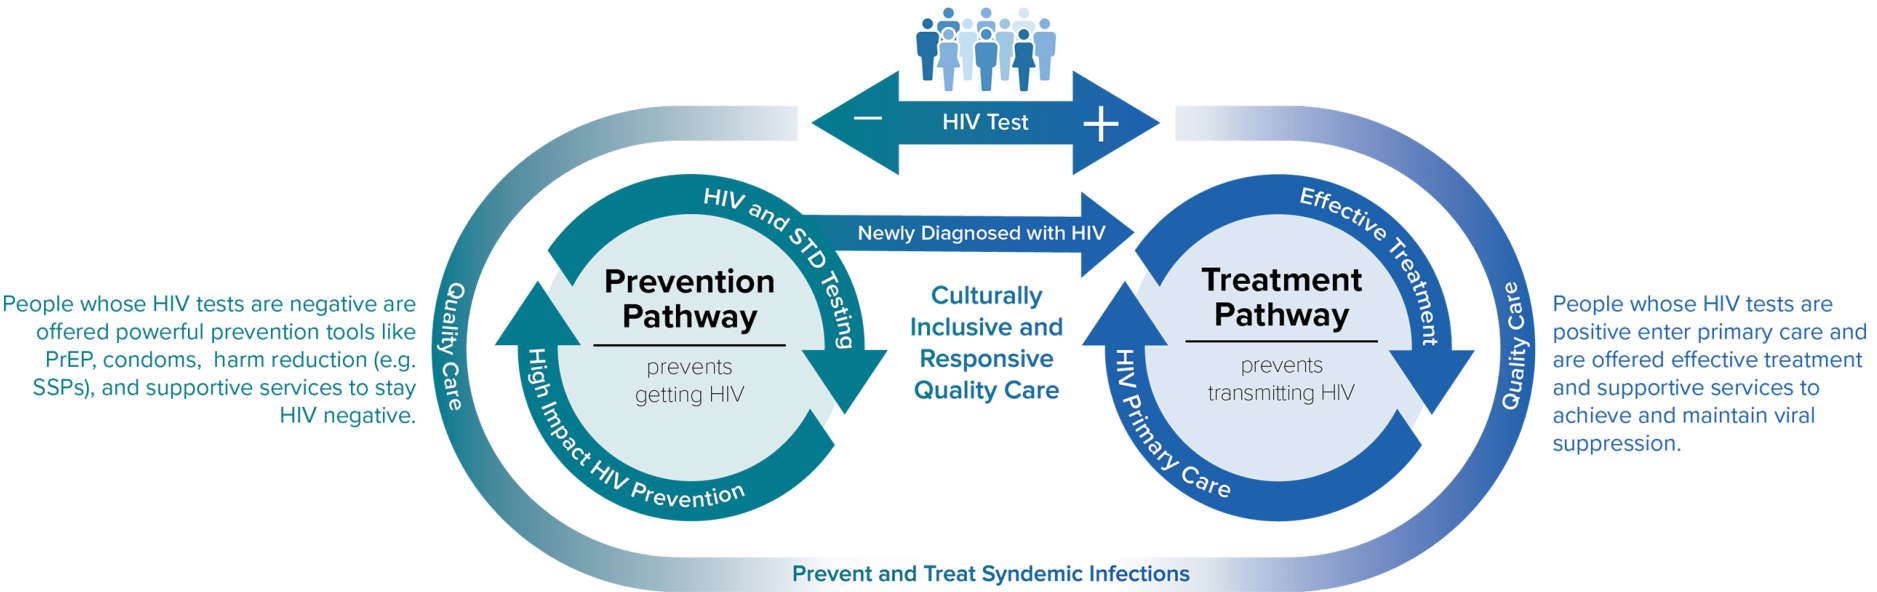 − HIV Test +
Newly Diagnosed with HIV
HIV and STD Testing
High Impact HIV Prevention
Prevention
Pathway
prevents
getting HIV
Culturally
Inclusive and
Responsive
Quality Care
Effective Treatment
HIV Primary Care
Treatment
Pathway
prevents
transmitting HIV
Quality Care
Quality Care
People whose HIV tests are negative are
offered powerful prevention tools like
PrEP, condoms, harm reduction (e.g.
SSPs), and supportive services to stay
HIV negative.
People whose HIV tests are
positive enter primary care and
are offered effective treatment
and supportive services to
achieve and maintain viral
suppression.
Prevent and Treat Syndemic Infections